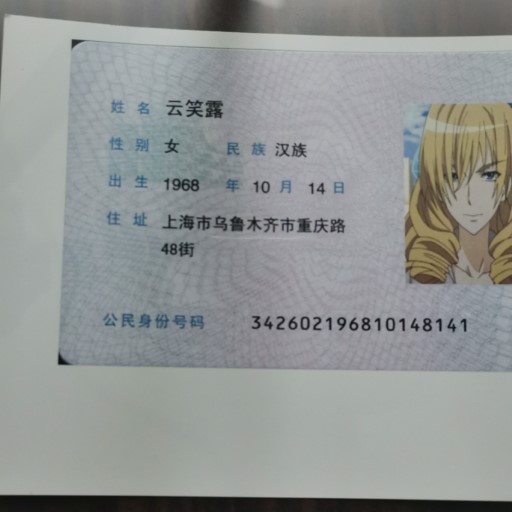 姓名 云笑露
性别 女 民族 汉族
出生 1968 年 10 月 14 日
住址 上海市乌鲁木齐市重庆路
48街
公民身份号码 342602196810148141